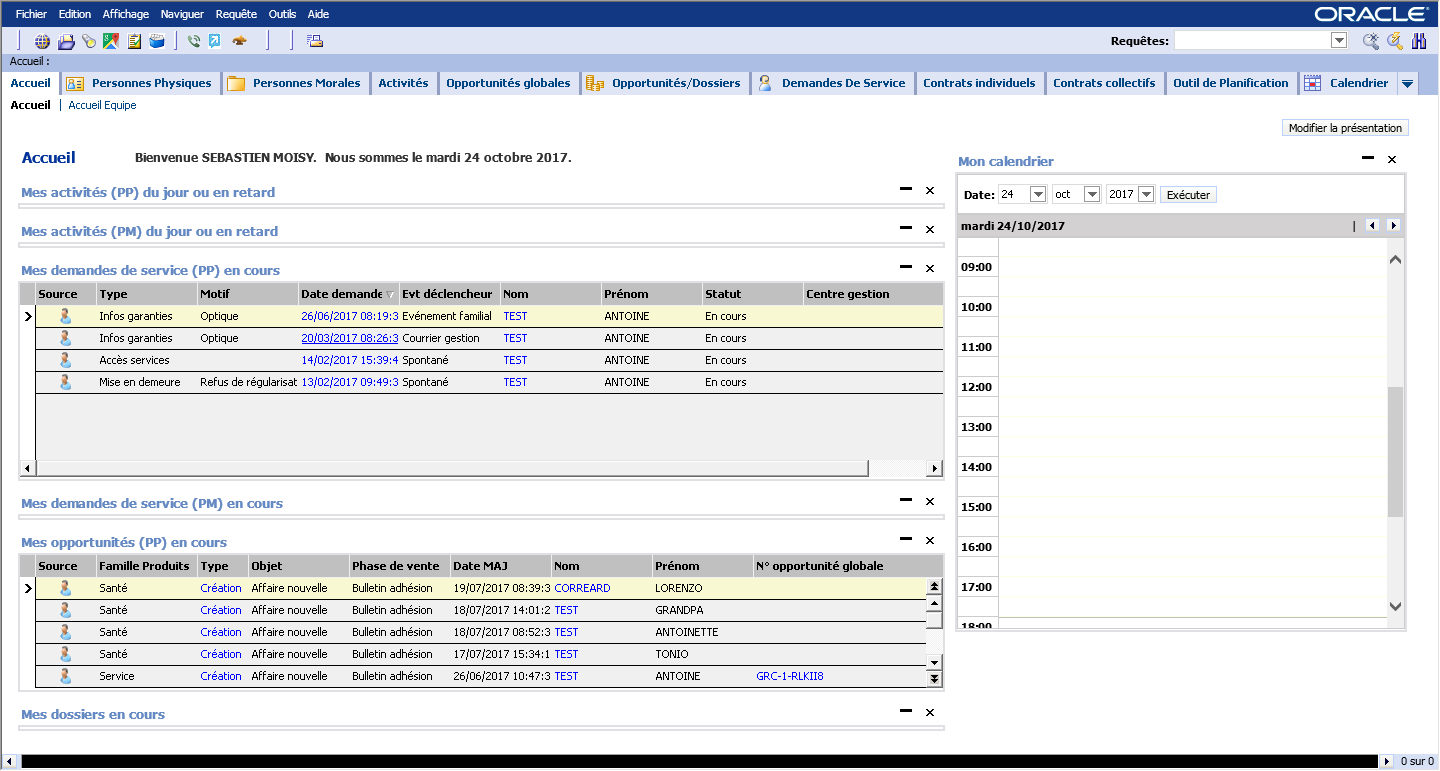 Fichier Edition Affichage Naviguer Requête Outils Aide
ORACLE
Requêtes:
Accueil :
Accueil Personnes Physiques Personnes Morales Activités Opportunités globales Opportunités/Dossiers Demandes De Service Contrats individuels Contrats collectifs Outil de Planification Calendrier
Accueil | Accueil Equipe
Modifier la présentation
Accueil Bienvenue SEBASTIEN MOISY. Nous sommes le mardi 24 octobre 2017.
Mes activités (PP) du jour ou en retard
Mes activités (PM) du jour ou en retard
Mes demandes de service (PP) en cours
Source Type Motif Date demande Evt déclencheur Nom Prénom Statut Centre gestion
Infos garanties Optique 26/06/2017 08:19:3 Evénement familial TEST ANTOINE En cours
Infos garanties Optique 20/03/2017 08:26:3 Courrier gestion TEST ANTOINE En cours
Accès services 14/02/2017 15:39:4 Spontané TEST ANTOINE En cours
Mise en demeure Refus de régularisat 13/02/2017 09:49:3 Spontané TEST ANTOINE En cours
Mes demandes de service (PM) en cours
Mes opportunités (PP) en cours
Source Famille Produits Type Objet Phase de vente Date MAJ Nom Prénom N° opportunité globale
Santé Création Affaire nouvelle Bulletin adhésion 19/07/2017 08:39:3 CORREARD LORENZO
Santé Création Affaire nouvelle Bulletin adhésion 18/07/2017 14:01:2 TEST GRANDPA
Santé Création Affaire nouvelle Bulletin adhésion 18/07/2017 08:52:3 TEST ANTOINETTE
Santé Création Affaire nouvelle Bulletin adhésion 17/07/2017 15:34:1 TEST TONIO
Service Création Affaire nouvelle Bulletin adhésion 26/06/2017 10:47:3 TEST ANTOINE GRC-1-RLKII8
Mes dossiers en cours
Mon calendrier
Date: 24 oct 2017 Exécuter
mardi 24/10/2017 |
09:00
10:00
11:00
12:00
13:00
14:00
15:00
16:00
17:00
18:00
0 sur 0